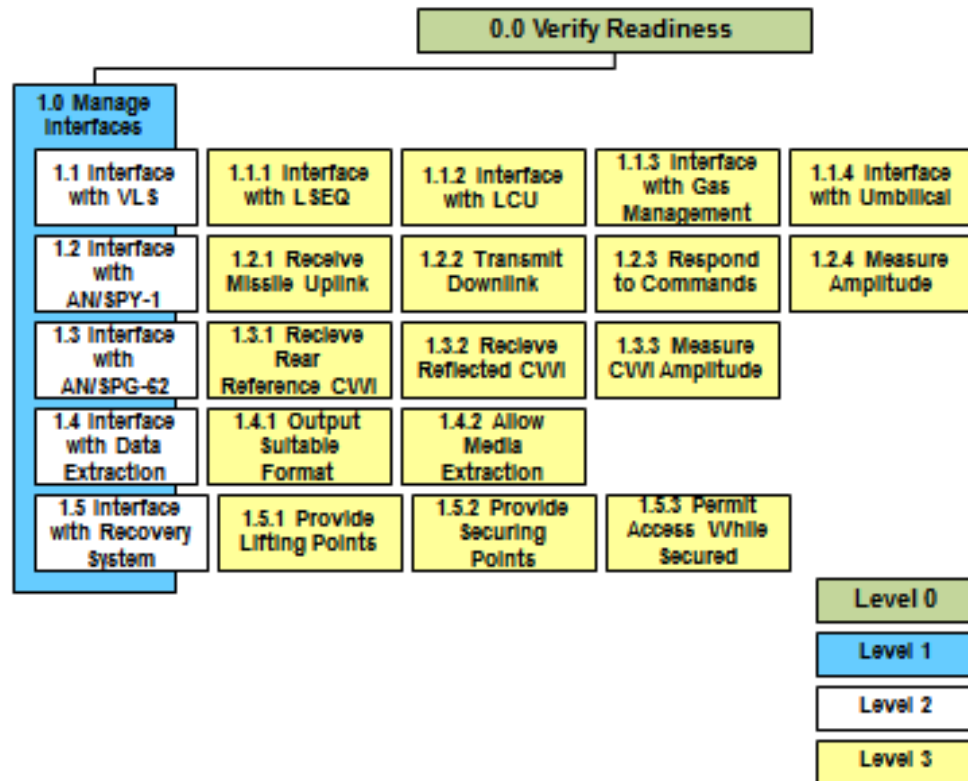 0.0 Verify Readiness
1.0 Manage
Interfaces
1.1 Interface
with VLS
1.1.1 Interface
with LSEQ
1.1.2 Interface
with LCU
1.1.3 Interface
with Gas
Management
1.1.4 Interface
with Umbilical
1.2 Interface
with
AN/SPY-1
1.2.1 Receive
Missile Uplink
1.2.2 Transmit
Downlink
1.2.3 Respond
to Commands
1.2.4 Measure
Amplitude
1.3 Interface
with
AN/SPG-62
1.3.1 Recieve
Rear
Reference CWI
1.3.2 Recieve
Reflected CWI
1.3.3 Measure
CWI Amplitude
1.4 Interface
with Data
Extraction
1.4.1 Output
Suitable
Format
1.4.2 Allow
Media
Extraction
1.5 Interface
with Recovery
System
1.5.1 Provide
Lifting Points
1.5.2 Provide
Securing
Points
1.5.3 Permit
Access While
Secured
Level 0
Level 1
Level 2
Level 3